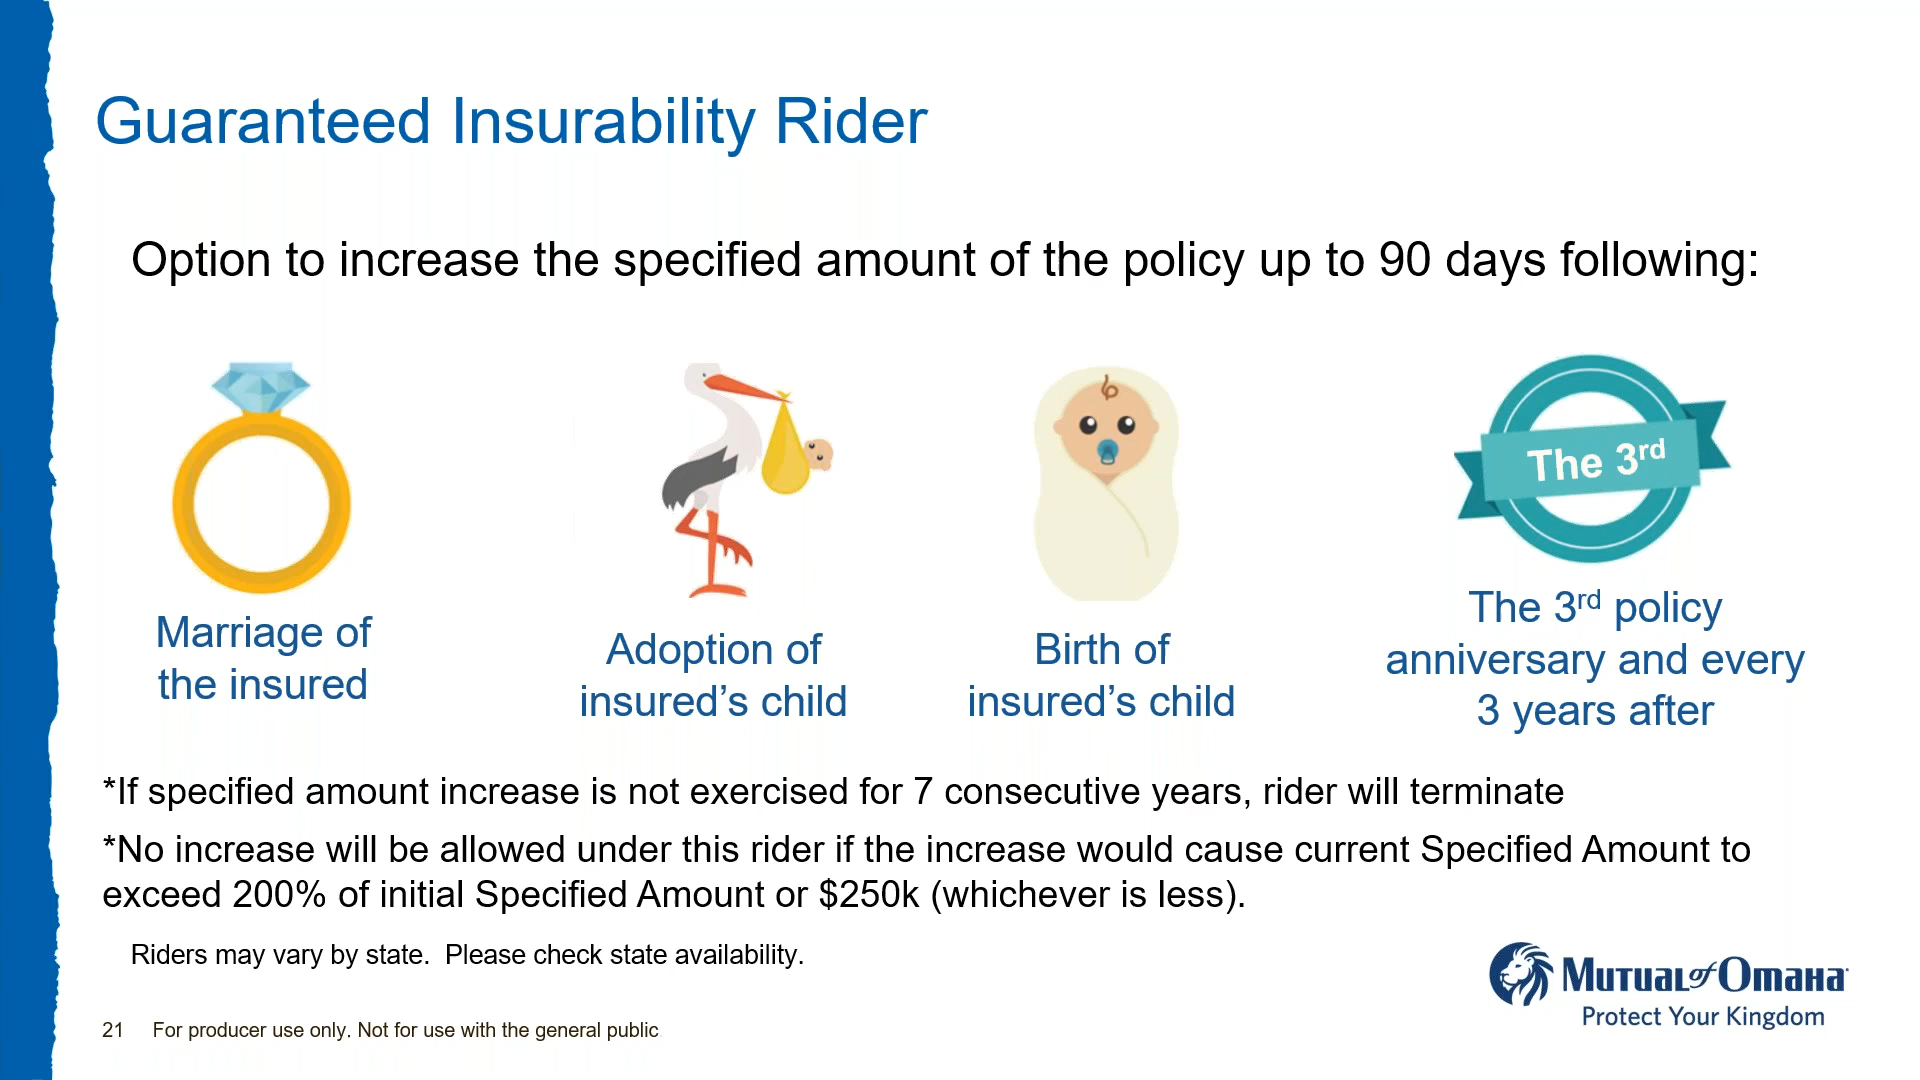 Guaranteed Insurability Rider
Option to increase the specified amount of the policy up to 90 days following:
The 3rd
Marriage of
the insured
Adoption of
insured’s child
Birth of
insured’s child
The 3rd policy
anniversary and every
3 years after
*If specified amount increase is not exercised for 7 consecutive years, rider will terminate
*No increase will be allowed under this rider if the increase would cause current Specified Amount to
exceed 200% of initial Specified Amount or $250k (whichever is less).
Riders may vary by state.  Please check state availability.
Mutual of Omaha
Protect Your Kingdom
21 For producer use only. Not for use with the general public